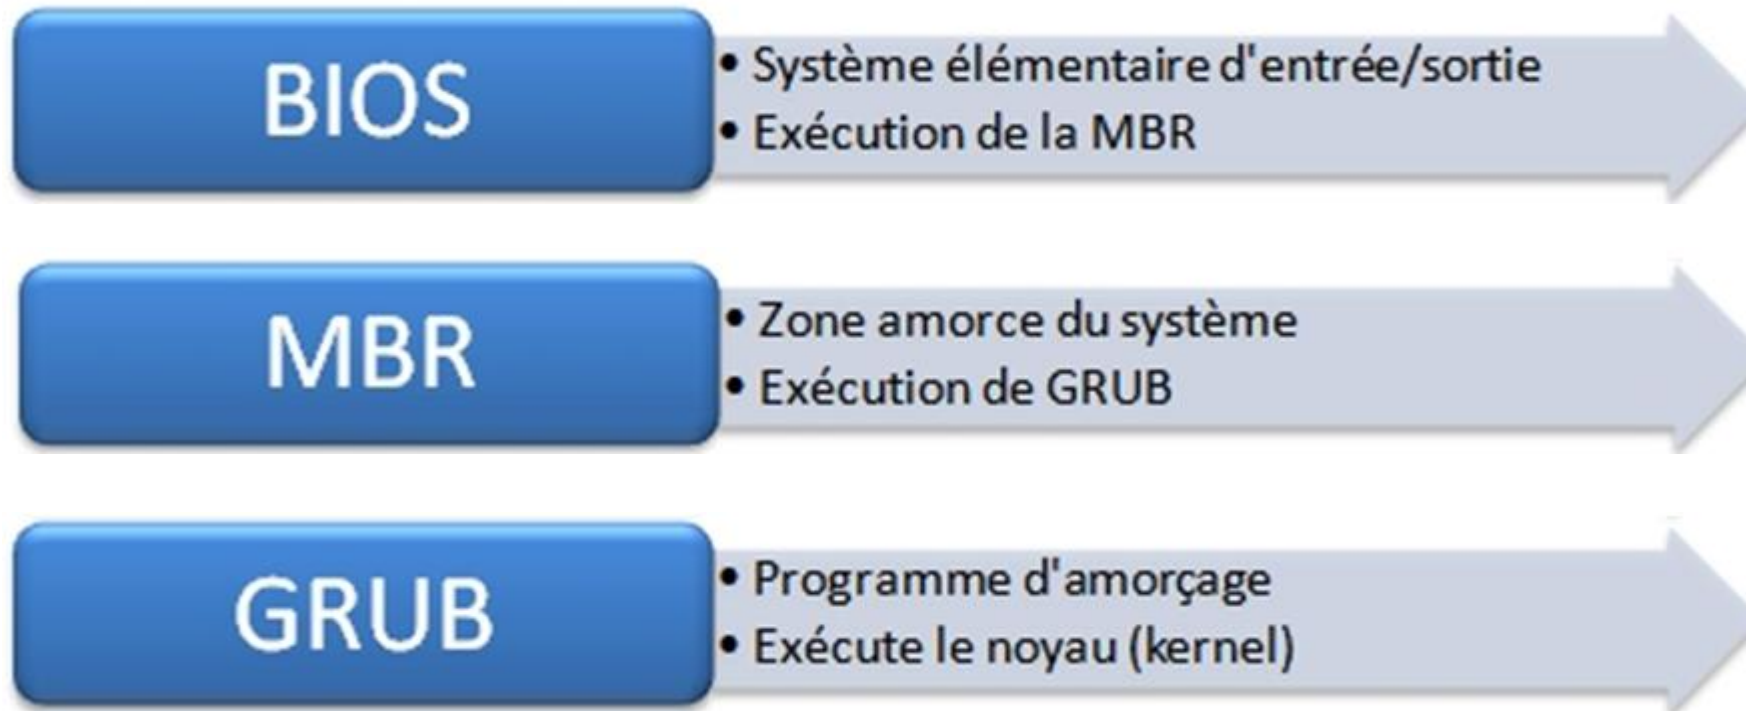 BIOS
• Système élémentaire d'entrée/sortie
• Exécution de la MBR
MBR
• Zone amorce du système
• Exécution de GRUB
GRUB
• Programme d'amorçage
• Exécute le noyau (kernel)